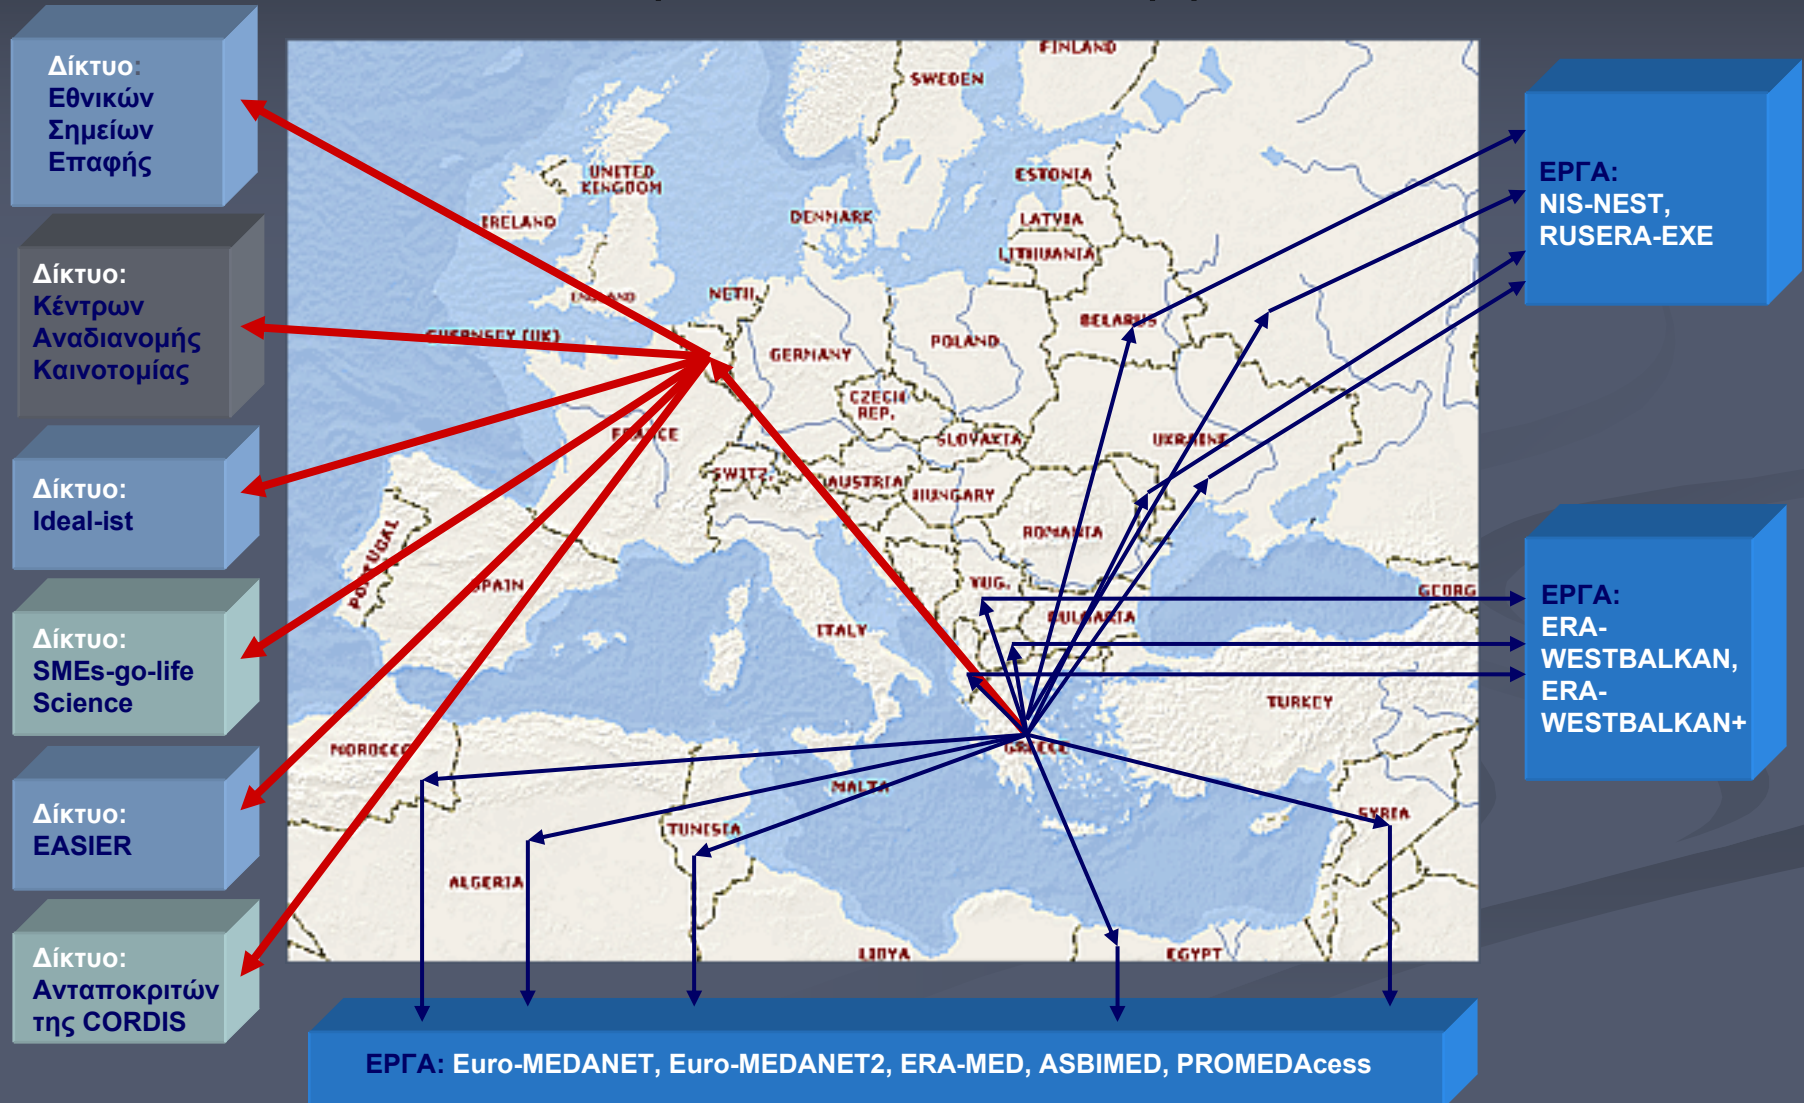 Δίκτυο:
Εθνικών
Σημείων
Επαφής
Δίκτυο:
Κέντρων
Αναδιανομής
Καινοτομίας
Δίκτυο:
Ideal-ist
Δίκτυο:
SMEs-go-life
Science
Δίκτυο:
EASIER
Δίκτυο:
Ανταποκριτών
της CORDIS
FINLAND
SWEDEN
UNITED
KINGDOM
ESTONIA
IRELAND
DENMARK
LATVIA
LITHUANIA
NETH.
ENGLAND
GUERNSEY (UK)
BELARUS
GERMANY
POLAND
CZECH
REP.
FRANCE
SLOVAKIA
UKRAINE
SWITZ.
AUSTRIA
HUNGARY
ROMANIA
PORTUGAL
SPAIN
YUG.
GEORG
BULGARIA
ITALY
TURKEY
MOROCCO
GREECE
MALTA
SYRIA
TUNISIA
ALGERIA
LIBYA
EGYPT
ΕΡΓΑ:
NIS-NEST,
RUSERA-EXE
ΕΡΓΑ:
ERA-
WESTBALKAN,
ERA-
WESTBALKAN+
ΕΡΓΑ: Euro-MEDANET, Euro-MEDANET2, ERA-MED, ASBIMED, PROMEDAcess